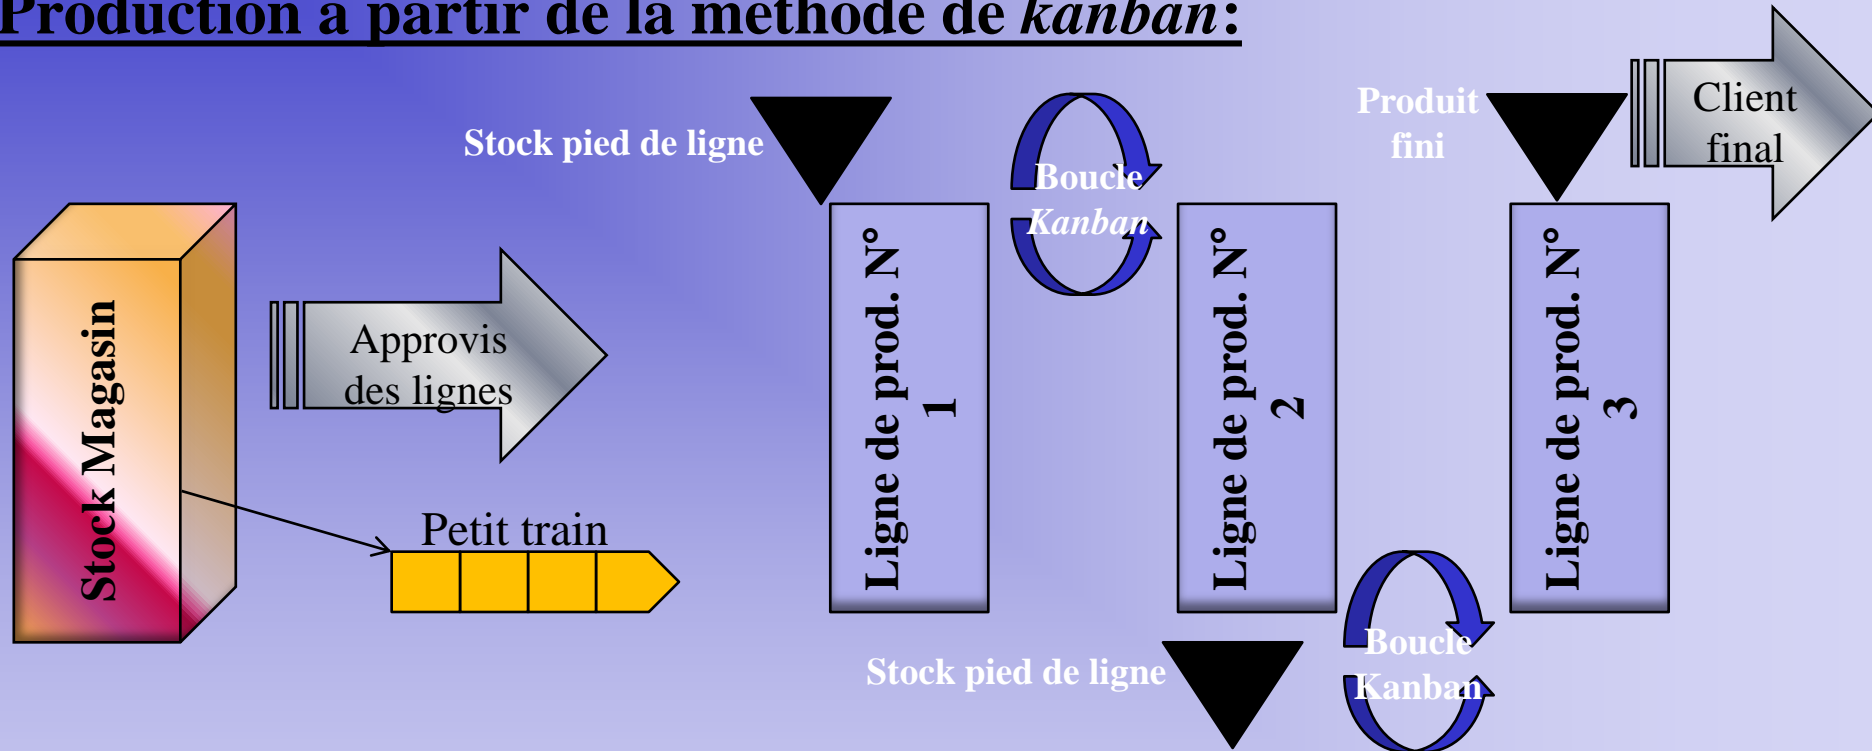 Production a partir de la methode de kanban:
Stock pied de ligne
Boucle
Kanban
Produit
fini
Client
final
Stock Magasin
Approvis
des lignes
Petit train
Ligne de prod. N°
1
Ligne de prod. N°
2
Ligne de prod. N°
3
Stock pied de ligne
Boucle
Kanban